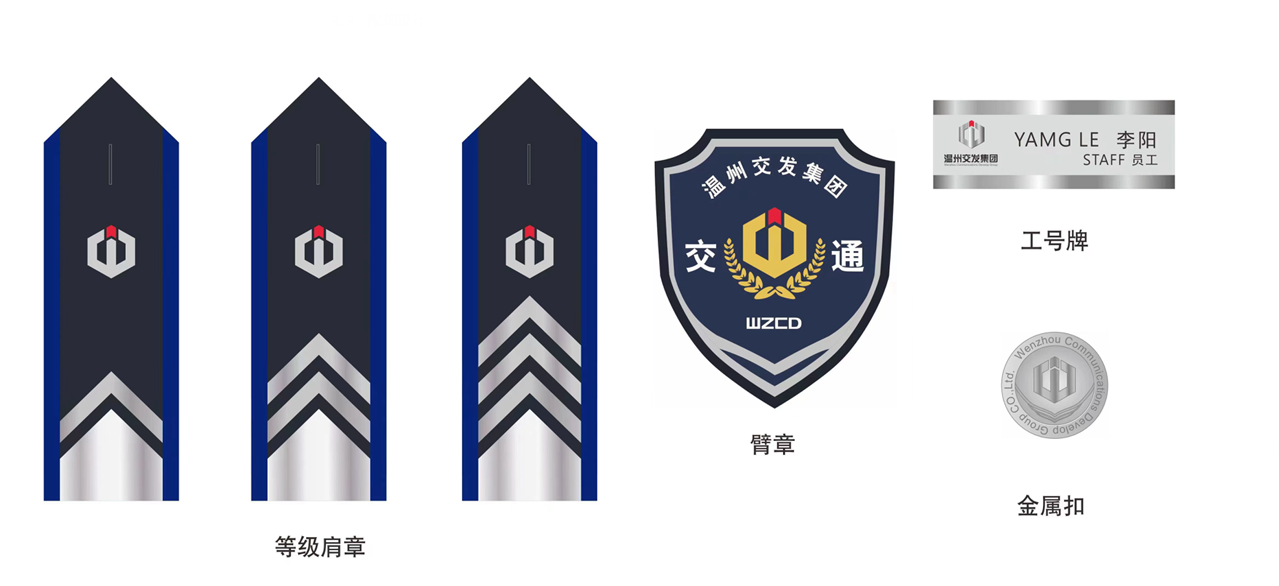 等级肩章
温州交发集团
交 通
WZCD
臂章
温州交发集团
YAMG LE 李阳
STAFF 员工
工号牌
Wenzhou Communications Develop Group CO.,Ltd.
金属扣